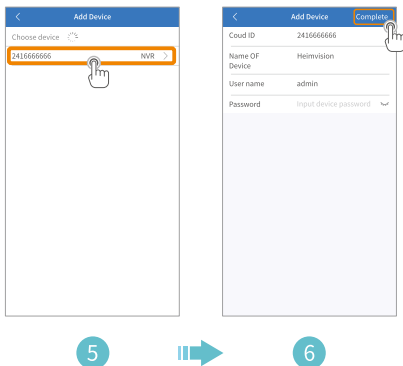 Add Device
Choose device
2416666666 NVR
5
Add Device Complete
Coud ID 2416666666
Name OF Heimvision
Device
User name admin
Password Input device password
6